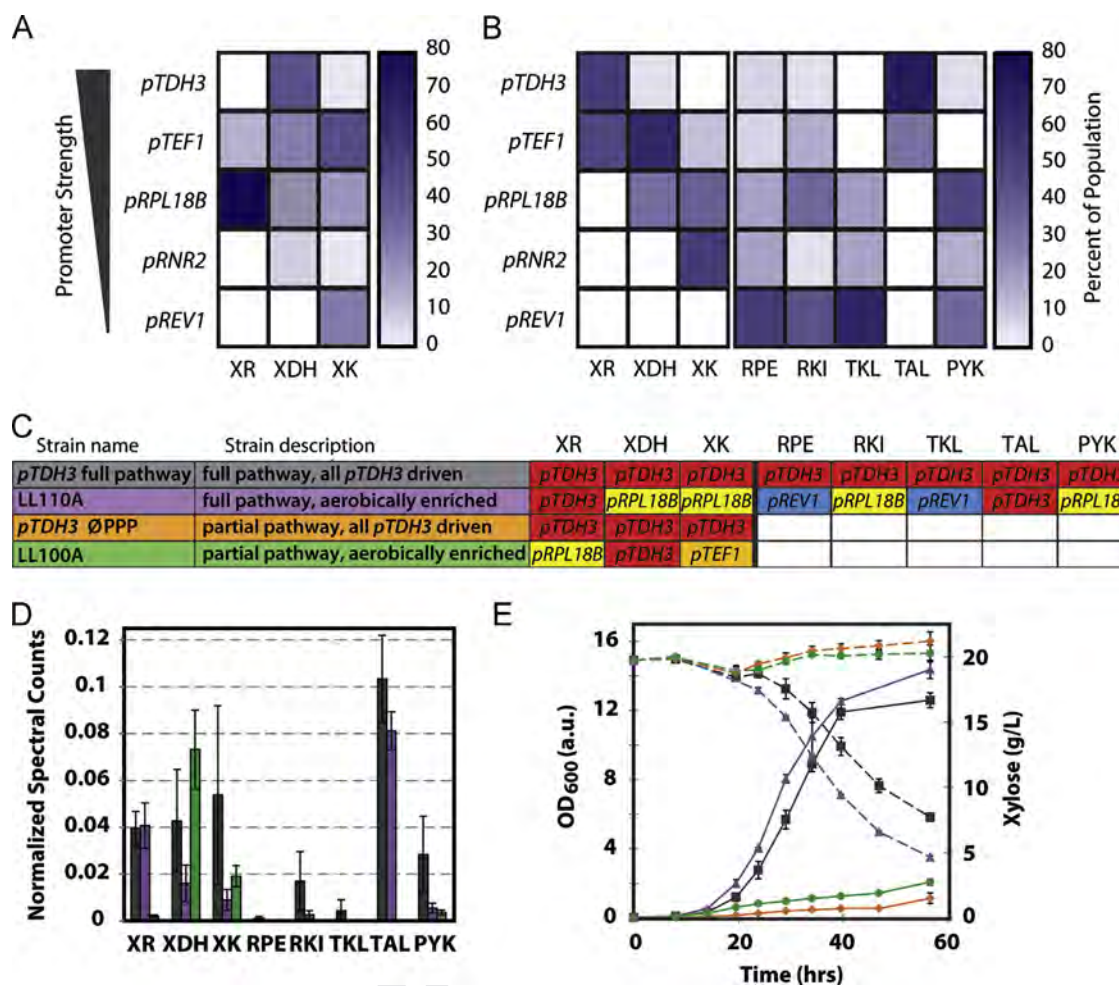 A
B
Promoter Strength
pTDH3
pTEF1
pRPL18B
pRNR2
pREV1
XR XDH XK
80
70
60
50
40
30
20
10
0
pTDH3
pTEF1
pRPL18B
pRNR2
pREV1
XR XDH XK RPE RKI TKL TAL PYK
80
70
60
50
40
30
20
10
0
Percent of Population
C
Strain name Strain description XR XDH XK RPE RKI TKL TAL PYK
pTDH3 full pathway full pathway, all pTDH3 driven pTDH3 pTDH3 pTDH3 pTDH3 pTDH3 pTDH3 pTDH3 pTDH
LL110A full pathway, aerobically enriched pTDH3 pRPL18B pRPL18B pREV1 pRPL18B pREV1 pTDH3 pRPL18
pTDH3 ØPPP partial pathway, all pTDH3 driven pTDH3 pTDH3 pTDH3
LL100A partial pathway, aerobically enriched pRPL18B pTDH3 pTEF1
D
Normalized Spectral Counts
0.12
0.1
0.08
0.06
0.04
0.02
0
XR XDH XK RPE RKI TKL TAL PYK
E
OD600 (a.u.)
16
12
8
4
0
0 20 40 60
Time (hrs)
20
15
10
5
0
Xylose (g/L)